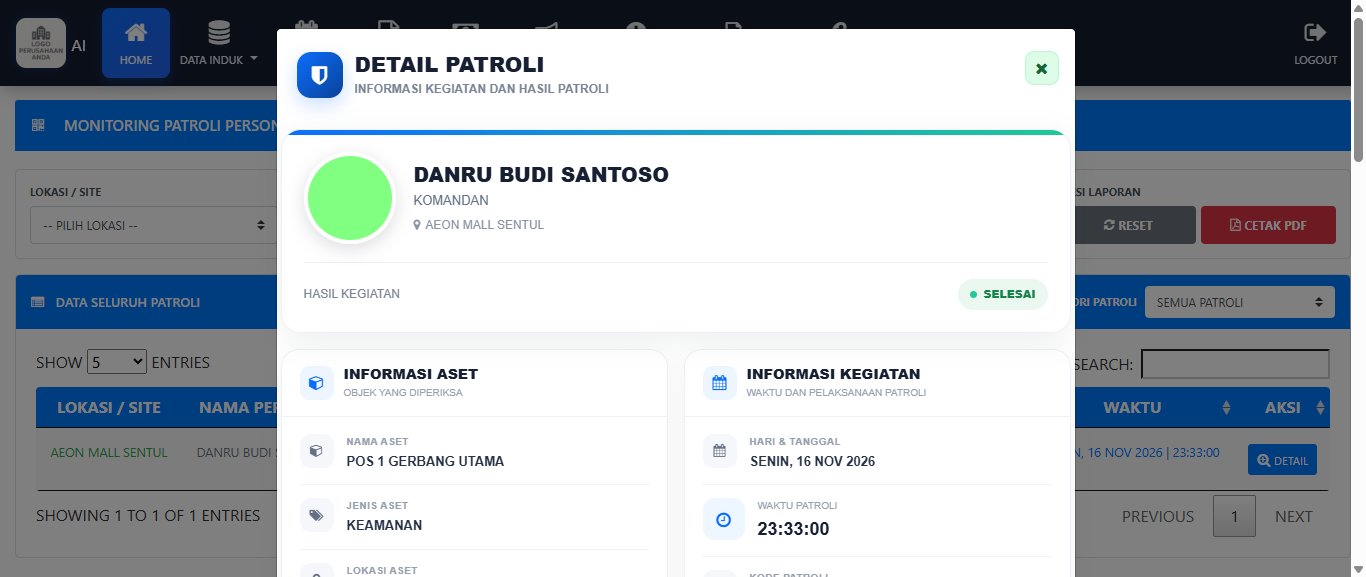 LOGO
PERUSAHAAN
ANDA
AI
HOME
DATA INDUK
LOGOUT
DETAIL PATROLI
INFORMASI KEGIATAN DAN HASIL PATROLI
MONITORING PATROLI
LOKASI / SITE
-- PILIH LOKASI --
LAPORAN
RESET
CETAK PDF
DANRU BUDI SANTOSO
KOMANDAN
AEON MALL SENTUL
HASIL KEGIATAN
SELESAI
DATA SELURUH PATROLI
PATROLI
SEMUA PATROLI
SHOW 5 ENTRIES
SEARCH:
LOKASI / SITE
NAMA
WAKTU
AKSI
AEON MALL SENTUL
DANRU BUDI
16 NOV 2026 | 23:33:00
DETAIL
SHOWING 1 TO 1 OF 1 ENTRIES
PREVIOUS
1
NEXT
INFORMASI ASET
OBJEK YANG DIPERIKSA
NAMA ASET
POS 1 GERBANG UTAMA
JENIS ASET
KEAMANAN
LOKASI ASET
INFORMASI KEGIATAN
WAKTU DAN PELAKSANAAN PATROLI
HARI & TANGGAL
SENIN, 16 NOV 2026
WAKTU PATROLI
23:33:00
KODE PATROLI